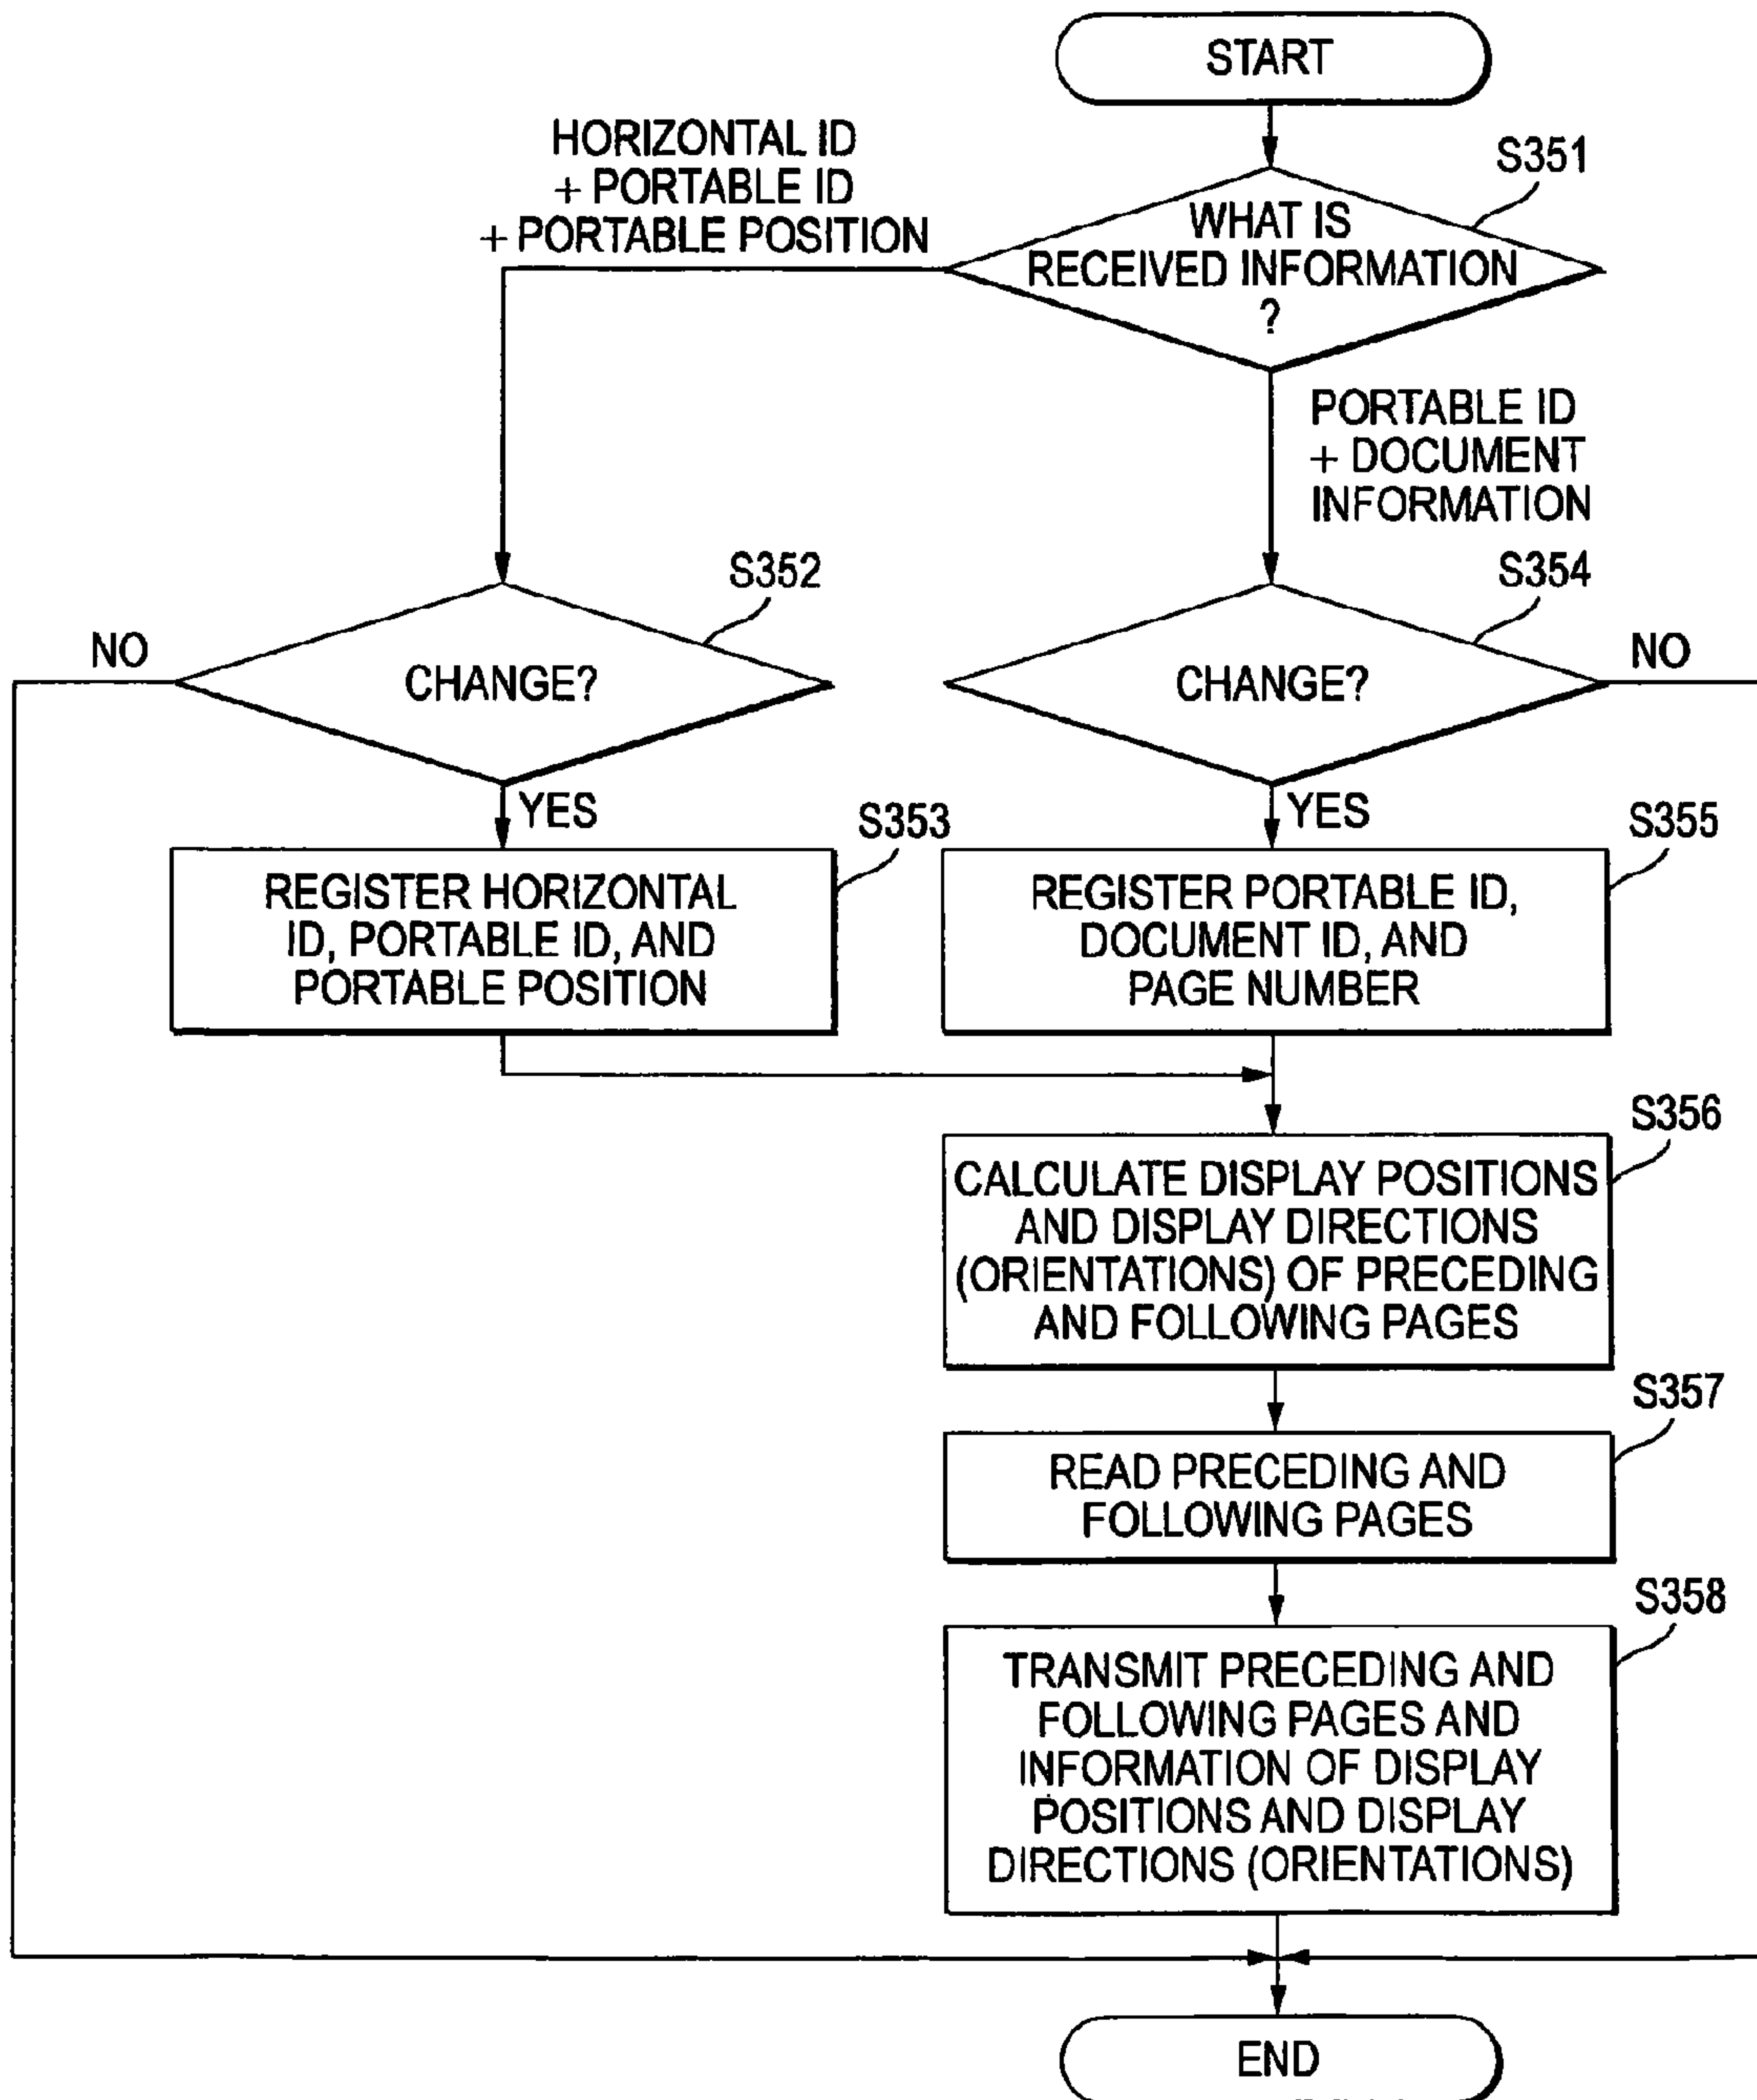 START
HORIZONTAL ID
+ PORTABLE ID
+ PORTABLE POSITION
S351
WHAT IS
RECEIVED INFORMATION
?
PORTABLE ID
+ DOCUMENT
INFORMATION
S352
NO
CHANGE?
YES
S354
NO
CHANGE?
YES
S353
REGISTER HORIZONTAL
ID, PORTABLE ID, AND
PORTABLE POSITION
S355
REGISTER PORTABLE ID,
DOCUMENT ID, AND
PAGE NUMBER
S356
CALCULATE DISPLAY POSITIONS
AND DISPLAY DIRECTIONS
(ORIENTATIONS) OF PRECEDING
AND FOLLOWING PAGES
S357
READ PRECEDING AND
FOLLOWING PAGES
S358
TRANSMIT PRECEDING AND
FOLLOWING PAGES AND
INFORMATION OF DISPLAY
POSITIONS AND DISPLAY
DIRECTIONS (ORIENTATIONS)
END